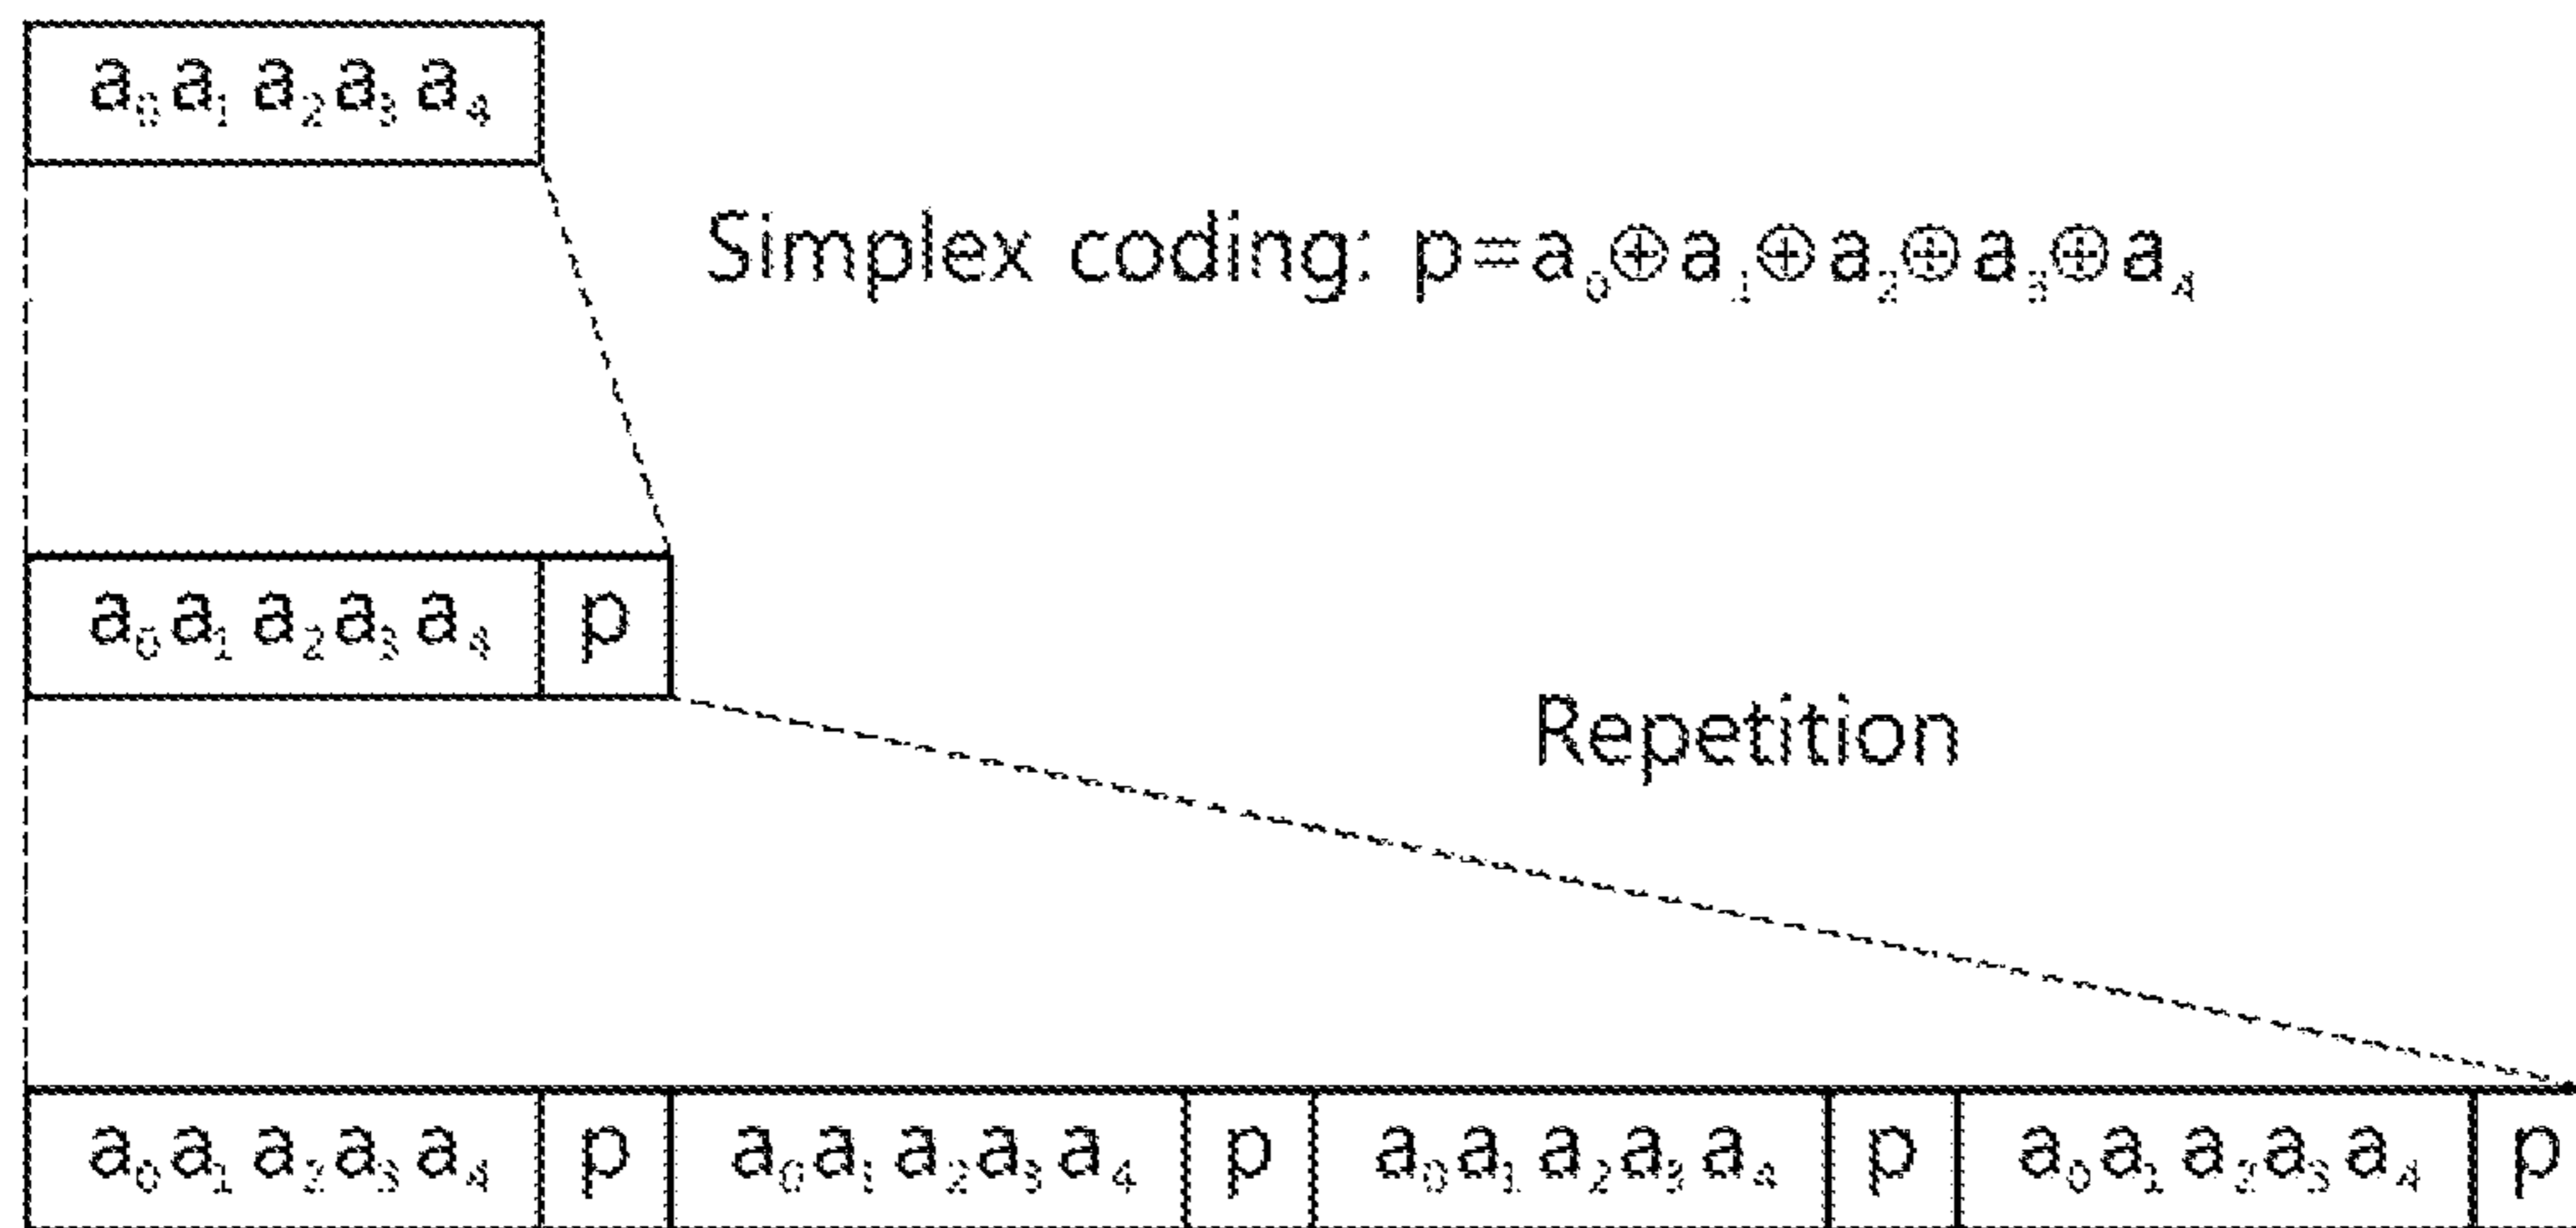 a₀a₁a₂a₃a₄
Simplex coding: p=a₀⊕a₁⊕a₂⊕a₃⊕a₄
a₀a₁a₂a₃a₄ p
Repetition
a₀a₁a₂a₃a₄ p a₀a₁a₂a₃a₄ p a₀a₁a₂a₃a₄ p a₀a₁a₂a₃a₄ p